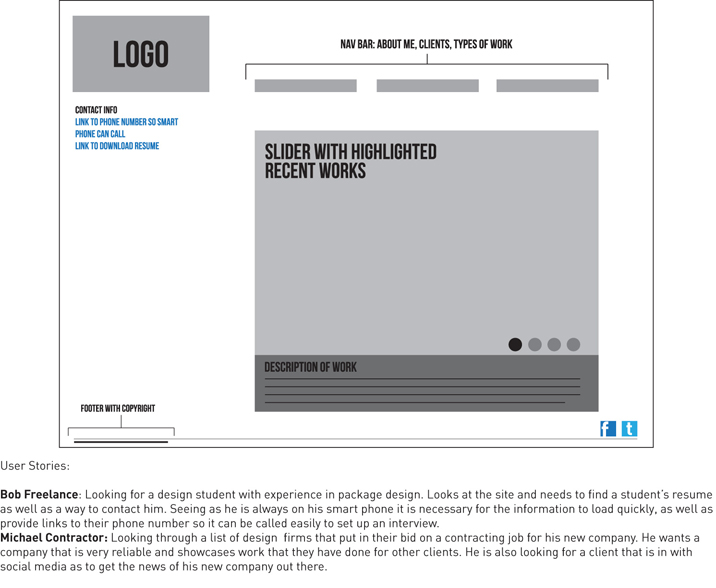 LOGO
NAV BAR: ABOUT ME, CLIENTS, TYPES OF WORK
CONTACT INFO
LINK TO PHONE NUMBER SO SMART
PHONE CAN CALL
LINK TO DOWNLOAD RESUME
SLIDER WITH HIGHLIGHTED
RECENT WORKS
DESCRIPTION OF WORK
FOOTER WITH COPYRIGHT
f t
User Stories:
Bob Freelance: Looking for a design student with experience in package design. Looks at the site and needs to find a student's resume
as well as a way to contact him. Seeing as he is always on his smart phone it is necessary for the information to load quickly, as well as
provide links to their phone number so it can be called easily to set up an interview.
Michael Contractor: Looking through a list of design firms that put in their bid on a contracting job for his new company. He wants a
company that is very reliable and showcases work that they have done for other clients. He is also looking for a client that is in with
social media as to get the news of his new company out there.